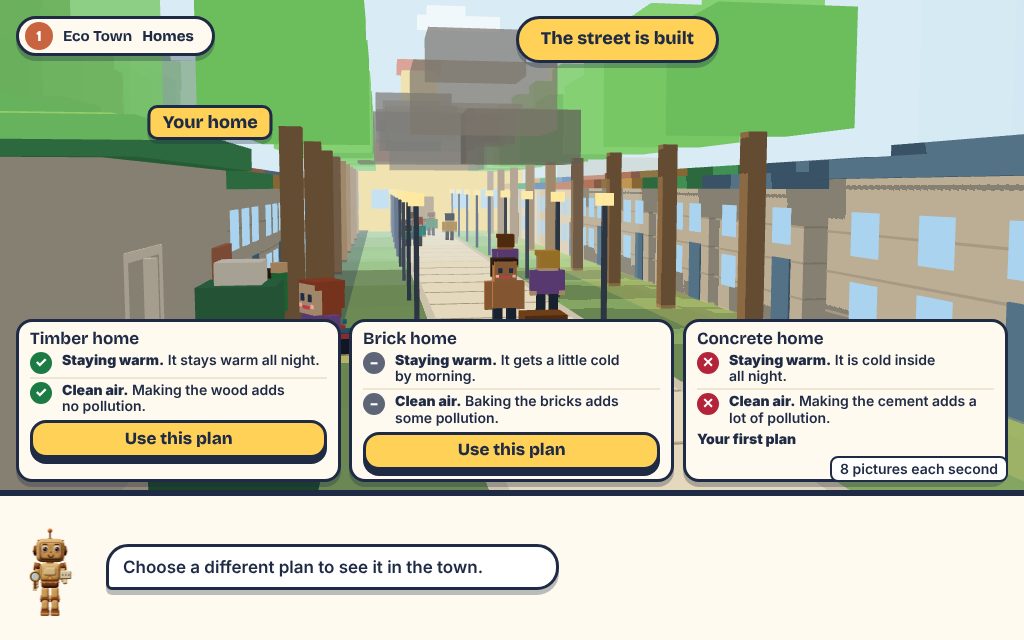 1 Eco Town Homes
The street is built
Your home
Timber home
Staying warm. It stays warm all night.
Clean air. Making the wood adds
no pollution.
Use this plan
Brick home
Staying warm. It gets a little cold
by morning.
Clean air. Baking the bricks adds
some pollution.
Use this plan
Concrete home
Staying warm. It is cold inside
all night.
Clean air. Making the cement adds a
lot of pollution.
Your first plan
8 pictures each second
Choose a different plan to see it in the town.